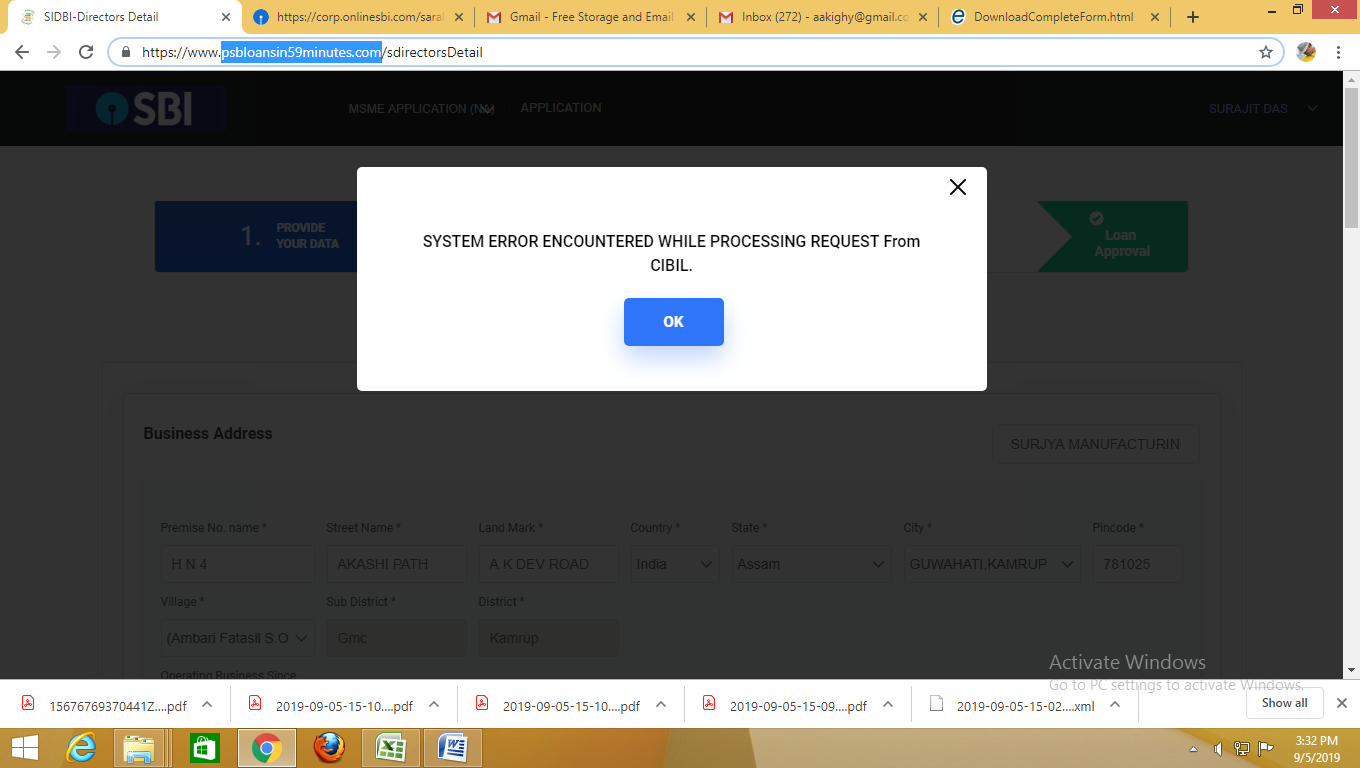 SIDBI-Directors Detail
https://corp.onlinesbi.com/saral
Gmail - Free Storage and Email
Inbox (272) - aakighy@gmail.co
DownloadCompleteForm.html
https://www.psbloansin59minutes.com/sdirectorsDetail
SBI
MSME APPLICATION
APPLICATION
SURAJIT DAS
1. PROVIDE YOUR DATA
Loan
Approval
SYSTEM ERROR ENCOUNTERED WHILE PROCESSING REQUEST From
CIBIL.
OK
Business Address
SURJYA MANUFACTURIN
Premise No. name * Street Name * Land Mark * Country * State * City * Pincode *
H N 4 AKASHI PATH A K DEV ROAD India Assam GUWAHATI,KAMRUP 781025
Village * Sub District * District *
(Ambari Fatasil S.O Gmc Kamrup
Operating Business Since
Activate Windows
Go to PC settings to activate Windows.
15676769370441Z....pdf
2019-09-05-15-10....pdf
2019-09-05-15-10....pdf
2019-09-05-15-09....pdf
2019-09-05-15-02....xml
Show all
3:32 PM
9/5/2019